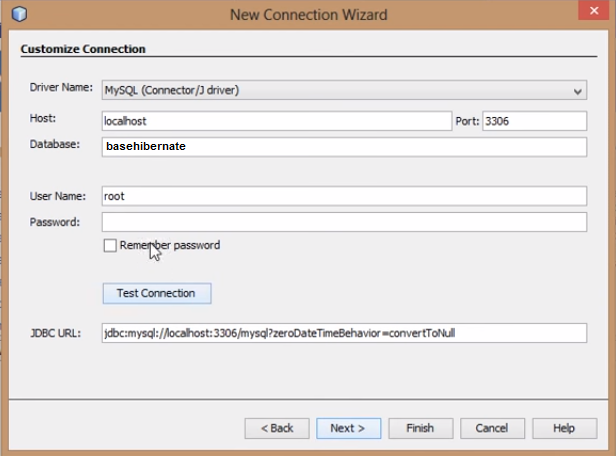 New Connection Wizard
Customize Connection
Driver Name: MySQL (Connector/J driver)
Host: localhost Port: 3306
Database: basehibernate
User Name: root
Password:
Remember password
Test Connection
JDBC URL: jdbc:mysql://localhost:3306/mysql?zeroDateTimeBehavior=convertToNull
< Back Next > Finish Cancel Help